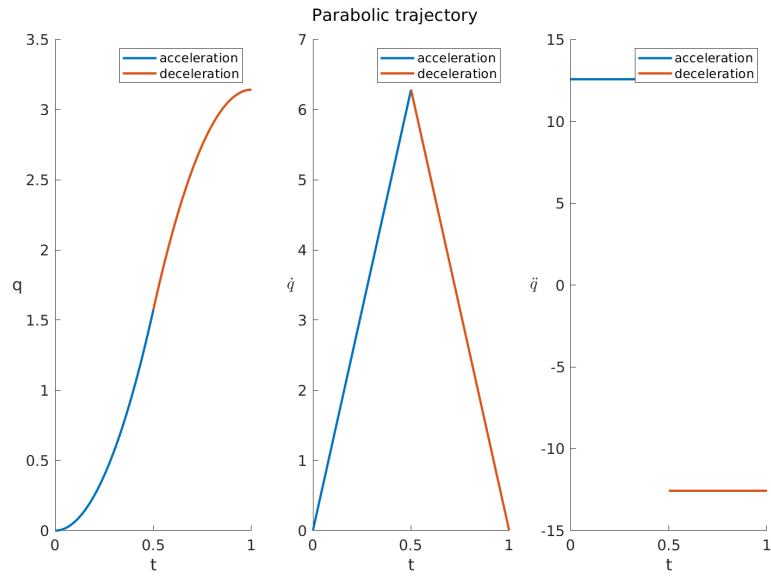 Parabolic trajectory
3.5
3
2.5
2
1.5
1
0.5
0
q
0
0.5
1
t
acceleration
deceleration
7
6
5
4
3
2
1
0
q̇
0
0.5
1
t
acceleration
deceleration
15
10
5
0
-5
-10
-15
q̈
0
0.5
1
t
acceleration
deceleration